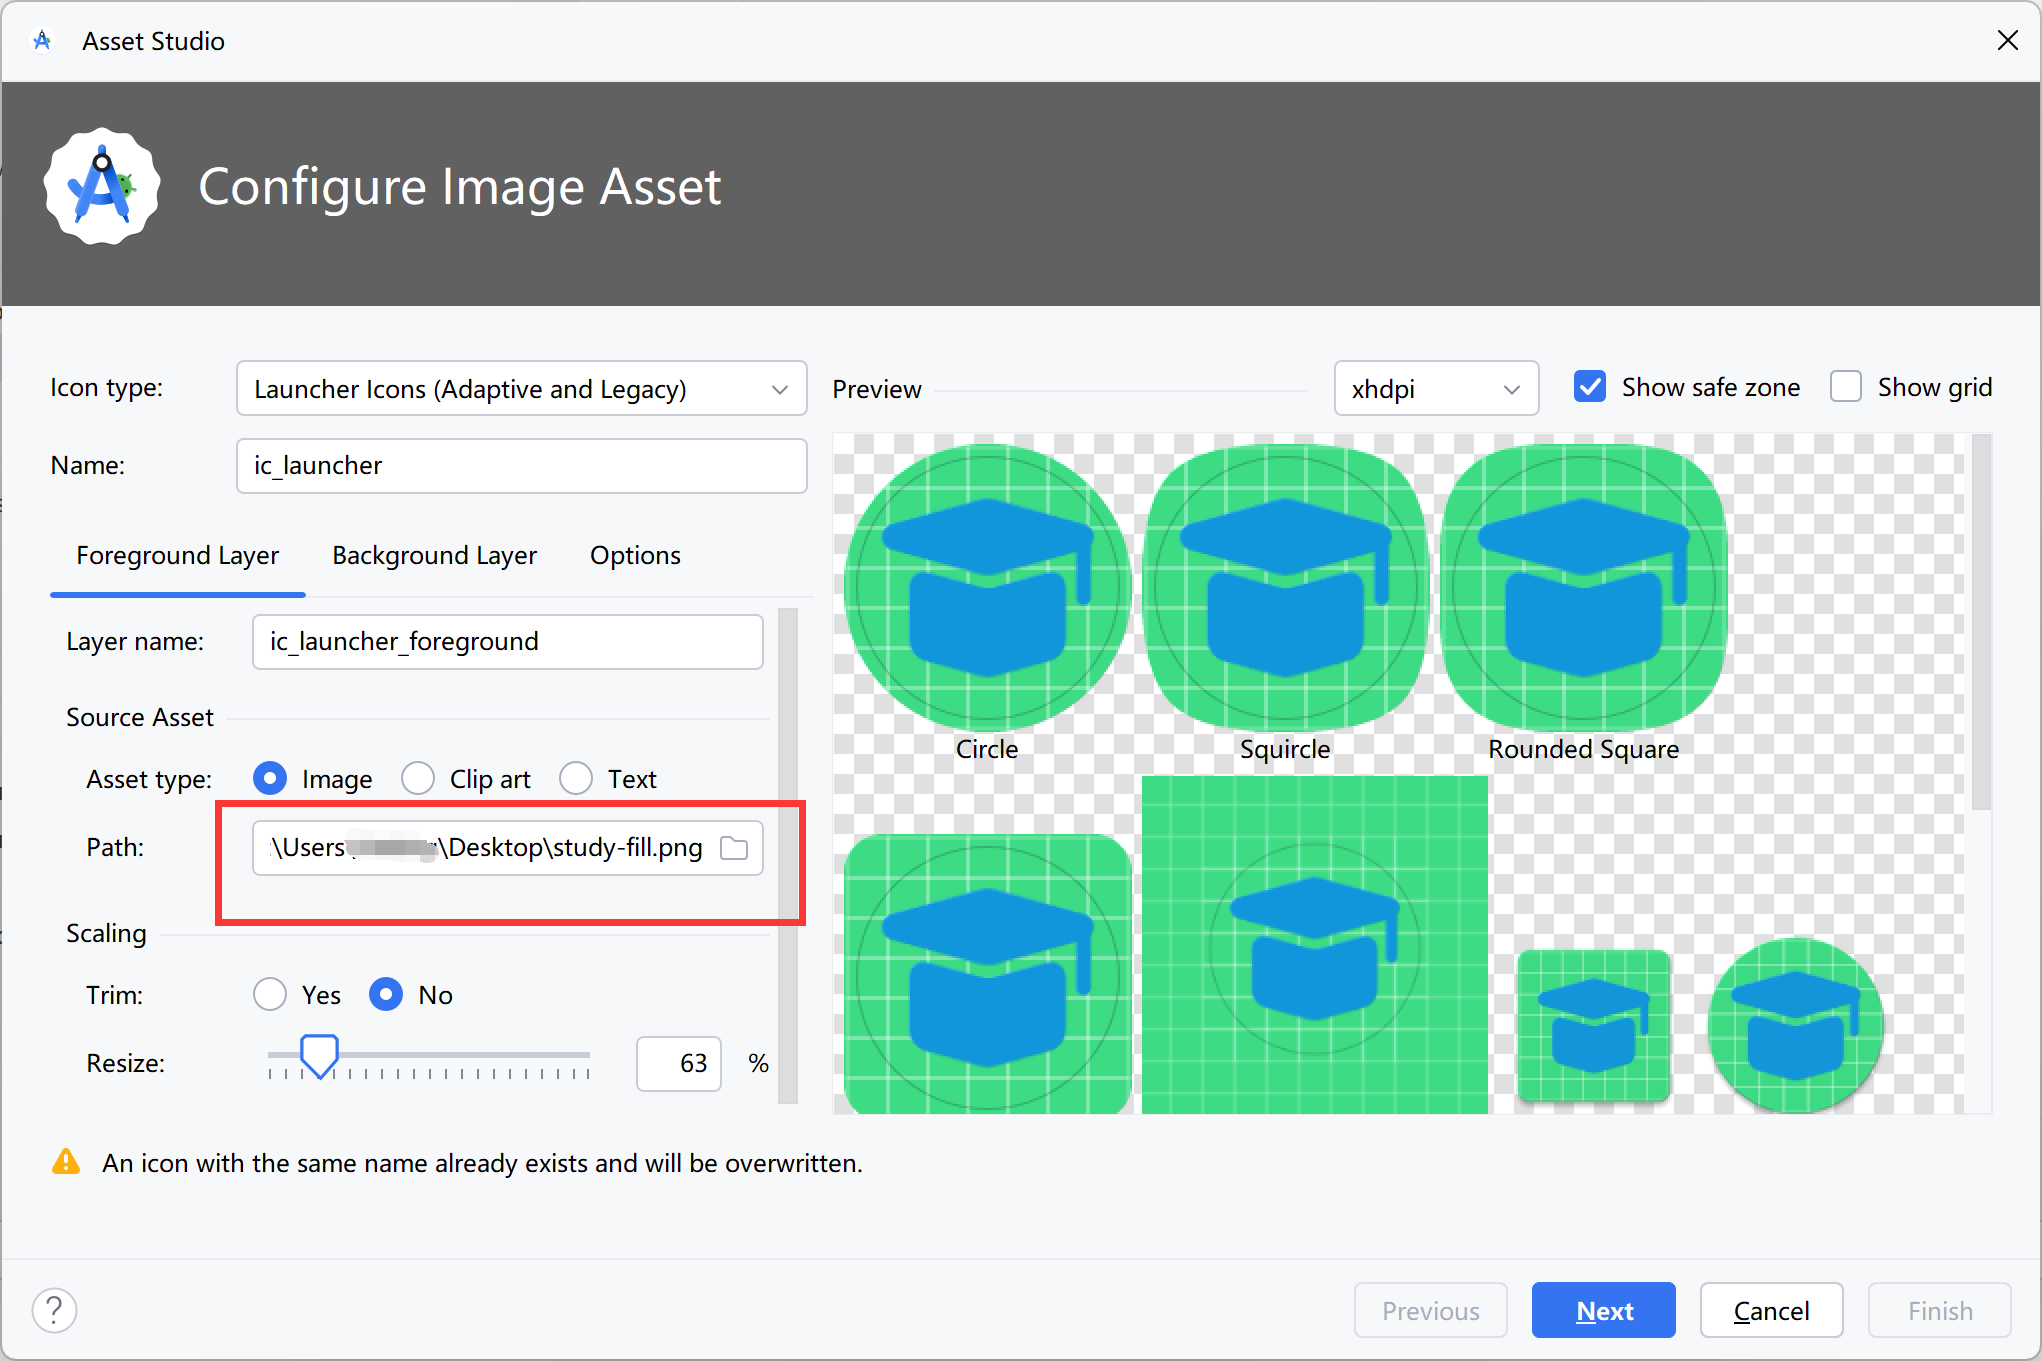 Asset Studio
Configure Image Asset
Icon type:
Launcher Icons (Adaptive and Legacy)
Name:
ic_launcher
Foreground Layer
Background Layer
Options
Layer name:
ic_launcher_foreground
Source Asset
Asset type:
Image
Clip art
Text
Path:
:\Users\ \Desktop\study-fill.png
Scaling
Trim:
Yes
No
Resize:
63
%
Preview
xhdpi
Show safe zone
Show grid
Circle
Squircle
Rounded Square
An icon with the same name already exists and will be overwritten.
?
Previous
Next
Cancel
Finish